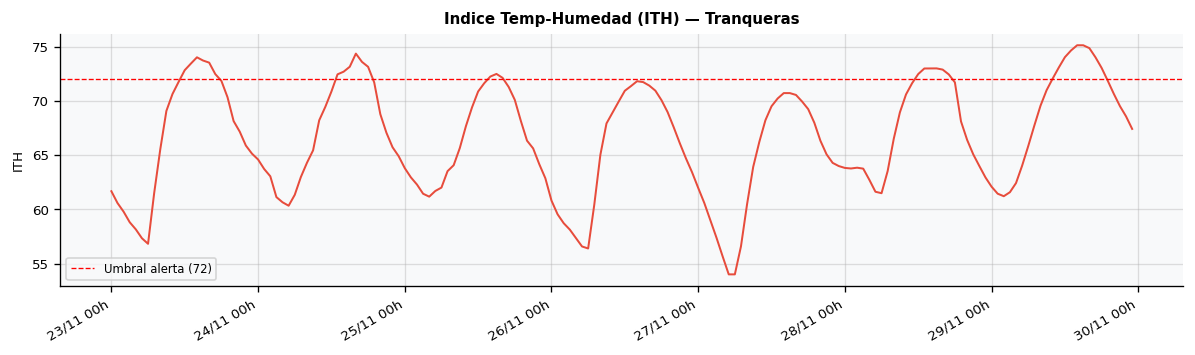 Indice Temp-Humedad (ITH) — Tranqueras
75
70
65
60
55
ITH
Umbral alerta (72)
23/11 00h
24/11 00h
25/11 00h
26/11 00h
27/11 00h
28/11 00h
29/11 00h
30/11 00h